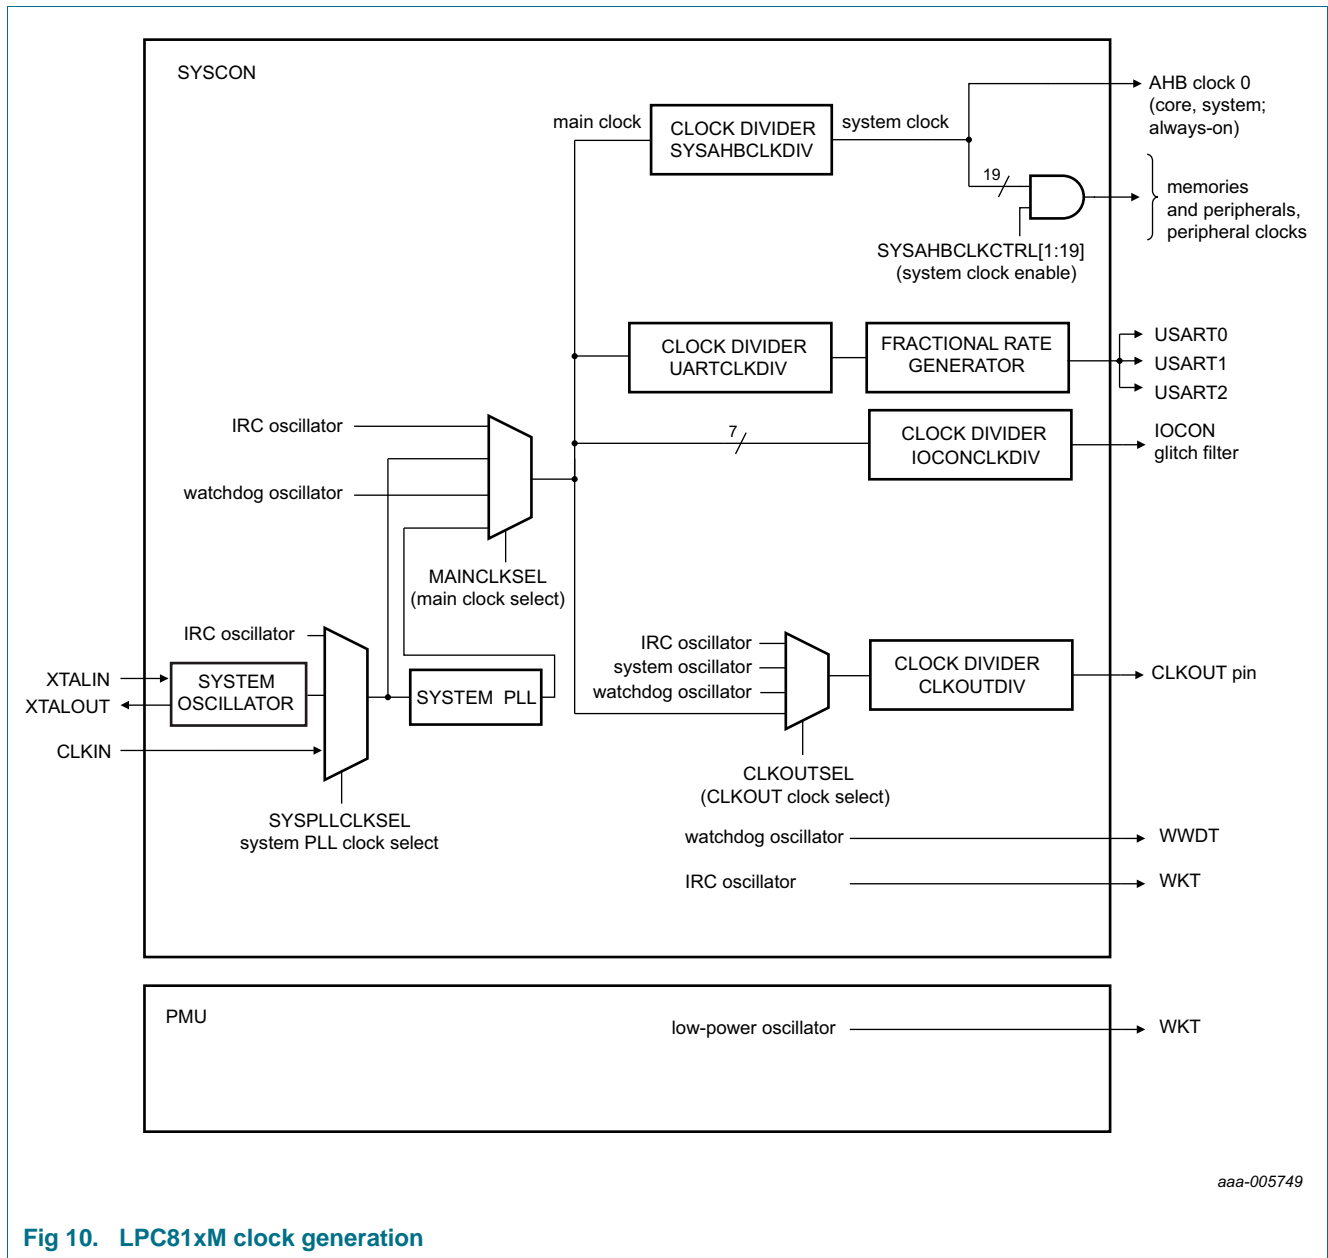 SYSCON
AHB clock 0
(core, system;
always-on)
main clock
CLOCK DIVIDER
SYSAHBCLKDIV
system clock
19
memories
and peripherals,
peripheral clocks
SYSAHBCLKCTRL[1:19]
(system clock enable)
CLOCK DIVIDER
UARTCLKDIV
FRACTIONAL RATE
GENERATOR
USART0
USART1
USART2
IRC oscillator
watchdog oscillator
7
CLOCK DIVIDER
IOCONCLKDIV
IOCON
glitch filter
MAINCLKSEL
(main clock select)
IRC oscillator
XTALIN
XTALOUT
SYSTEM
OSCILLATOR
CLKIN
SYSTEM PLL
IRC oscillator
system oscillator
watchdog oscillator
CLOCK DIVIDER
CLKOUTDIV
CLKOUT pin
SYSPLLCLKSEL
system PLL clock select
CLKOUTSEL
(CLKOUT clock select)
watchdog oscillator
WWDT
IRC oscillator
WKT
PMU
low-power oscillator
WKT
aaa-005749
Fig 10. LPC81xM clock generation